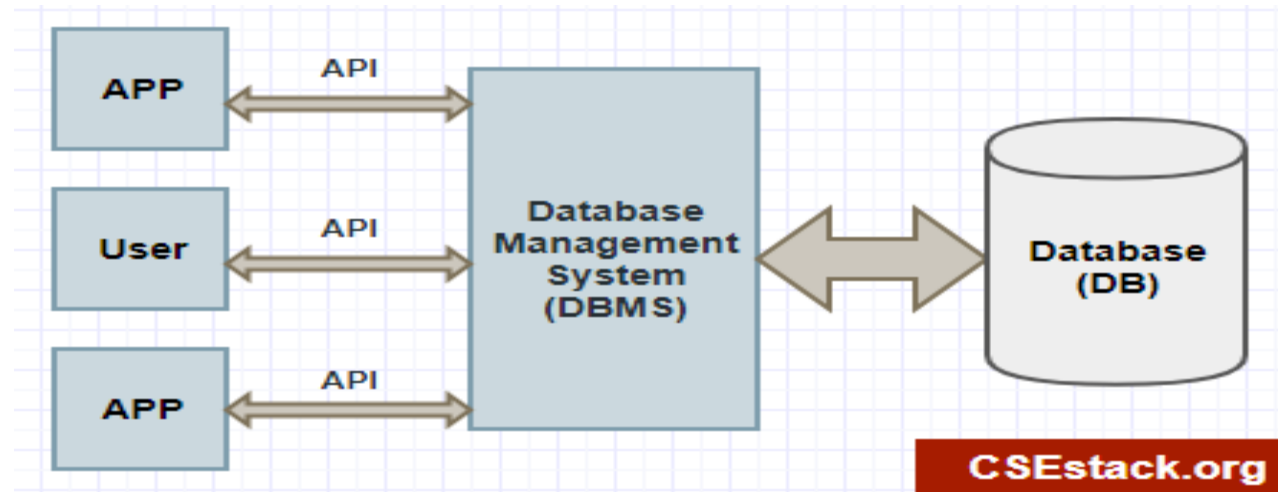 APP
API
User
API
APP
API
Database
Management
System
(DBMS)
Database
(DB)
CSEstack.org